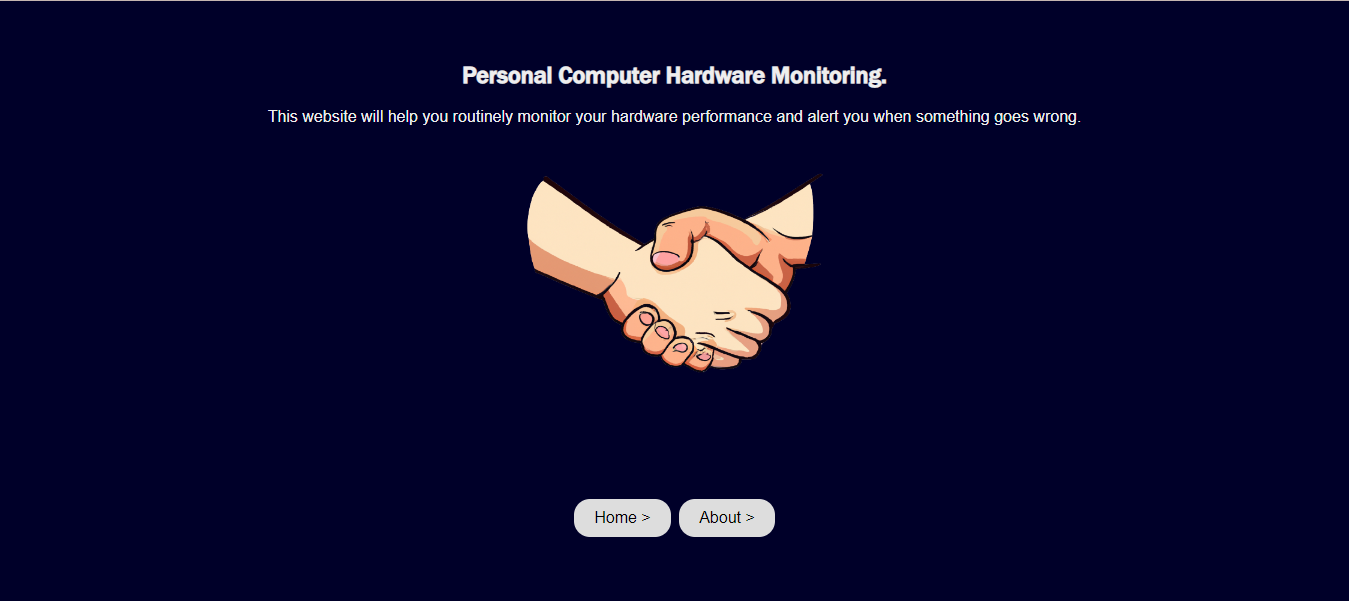 Personal Computer Hardware Monitoring.
This website will help you routinely monitor your hardware performance and alert you when something goes wrong.
Home >
About >